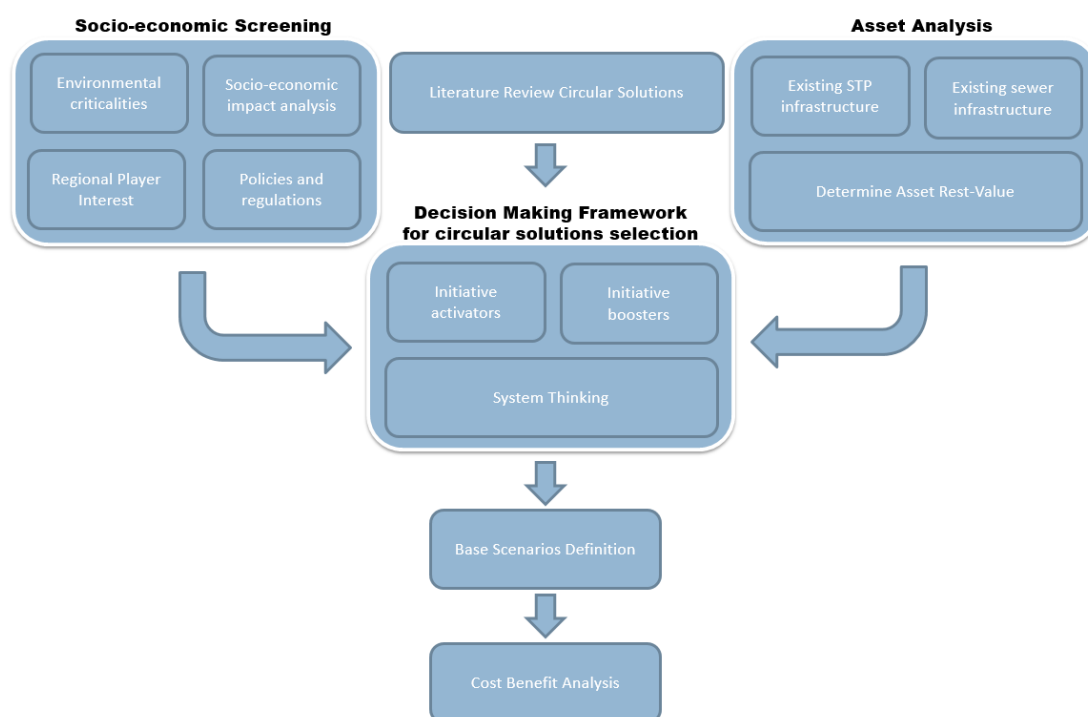 Socio-economic Screening
Environmental
criticalities
Socio-economic
impact analysis
Regional Player
Interest
Policies and
regulations
Literature Review Circular Solutions
Asset Analysis
Existing STP
infrastructure
Existing sewer
infrastructure
Determine Asset Rest-Value
Decision Making Framework
for circular solutions selection
Initiative
activators
Initiative
boosters
System Thinking
Base Scenarios Definition
Cost Benefit Analysis